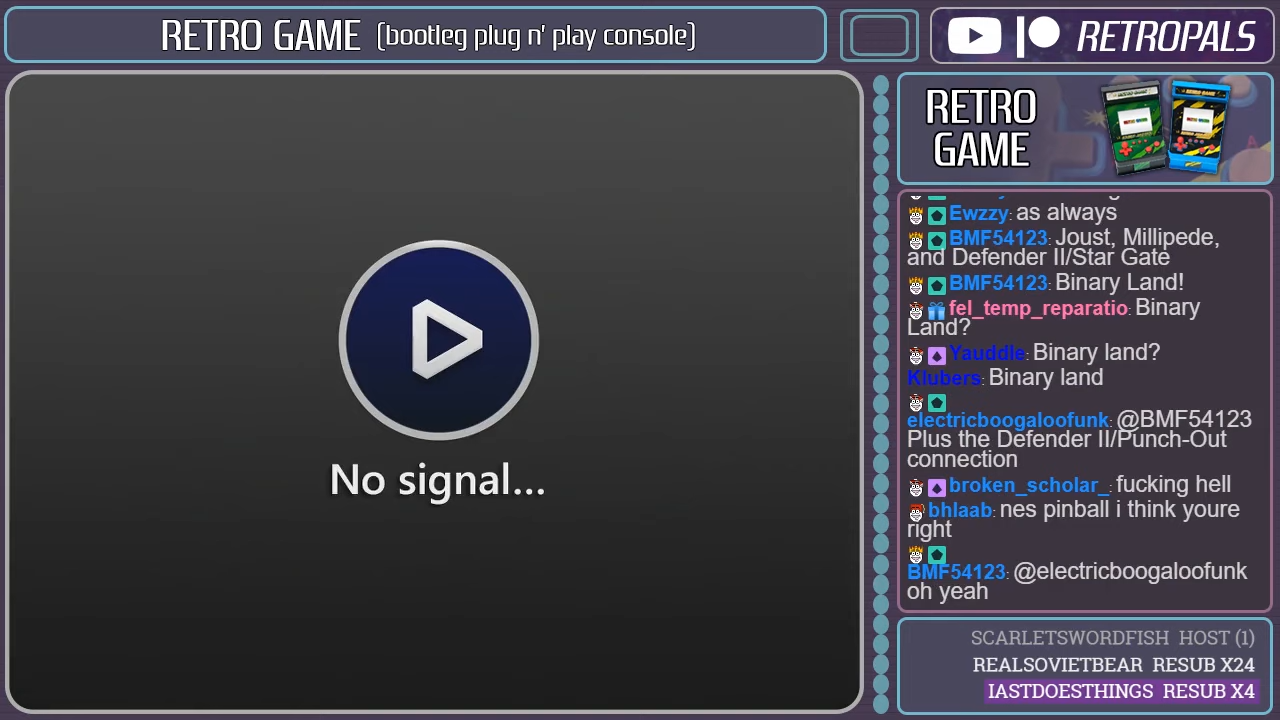 RETRO GAME (bootleg plug n' play console)
RETROPALS
RETRO
GAME
Ewzzy: as always
BMF54123: Joust, Millipede,
and Defender II/Star Gate
BMF54123: Binary Land!
fel_temp_reparatio: Binary
Land?
Yauddle: Binary land?
Klubers: Binary land
electricboogaloofunk: @BMF54123
Plus the Defender II/Punch-Out
connection
broken_scholar_: fucking hell
bhlaab: nes pinball i think youre
right
BMF54123: @electricboogaloofunk
oh yeah
No signal...
SCARLETSWORDFISH HOST (1)
REALSOVIETBEAR RESUB X24
IASTDOESTHINGS RESUB X4